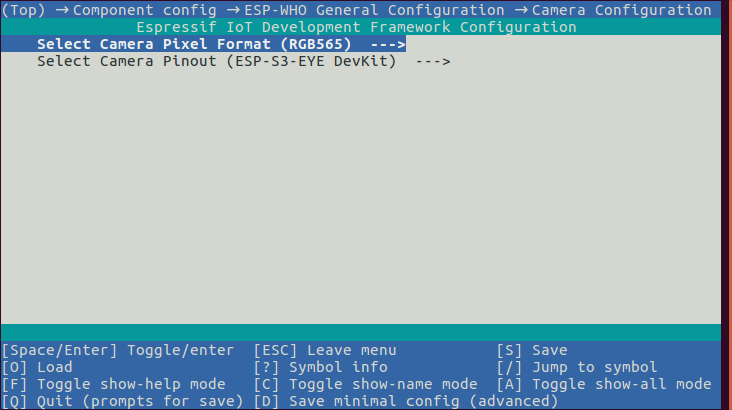 (Top) → Component config → ESP-WHO General Configuration → Camera Configuration
Espressif IoT Development Framework Configuration
Select Camera Pixel Format (RGB565)  --->
Select Camera Pinout (ESP-S3-EYE DevKit)  --->
[Space/Enter] Toggle/enter  [ESC] Leave menu           [S] Save
[O] Load                    [?] Symbol info            [/] Jump to symbol
[F] Toggle show-help mode   [C] Toggle show-name mode  [A] Toggle show-all mode
[Q] Quit (prompts for save) [D] Save minimal config (advanced)